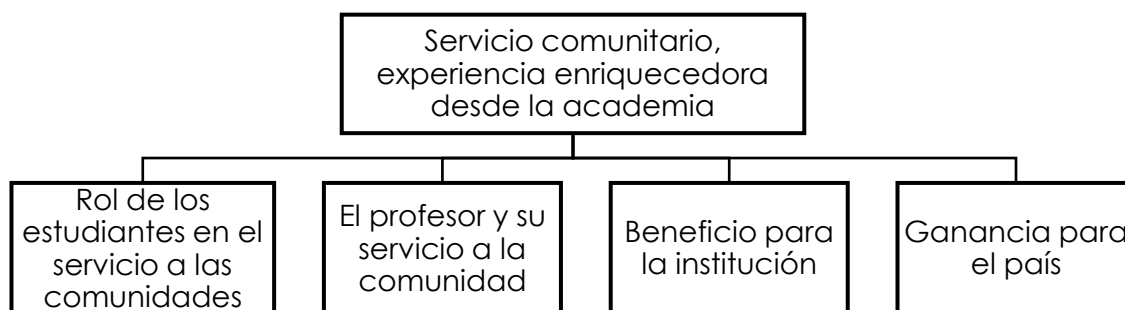 Servicio comunitario,
experiencia enriquecedora
desde la academia
Rol de los
estudiantes en el
servicio a las
comunidades
El profesor y su
servicio a la
comunidad
Beneficio para
la institución
Ganancia para
el país